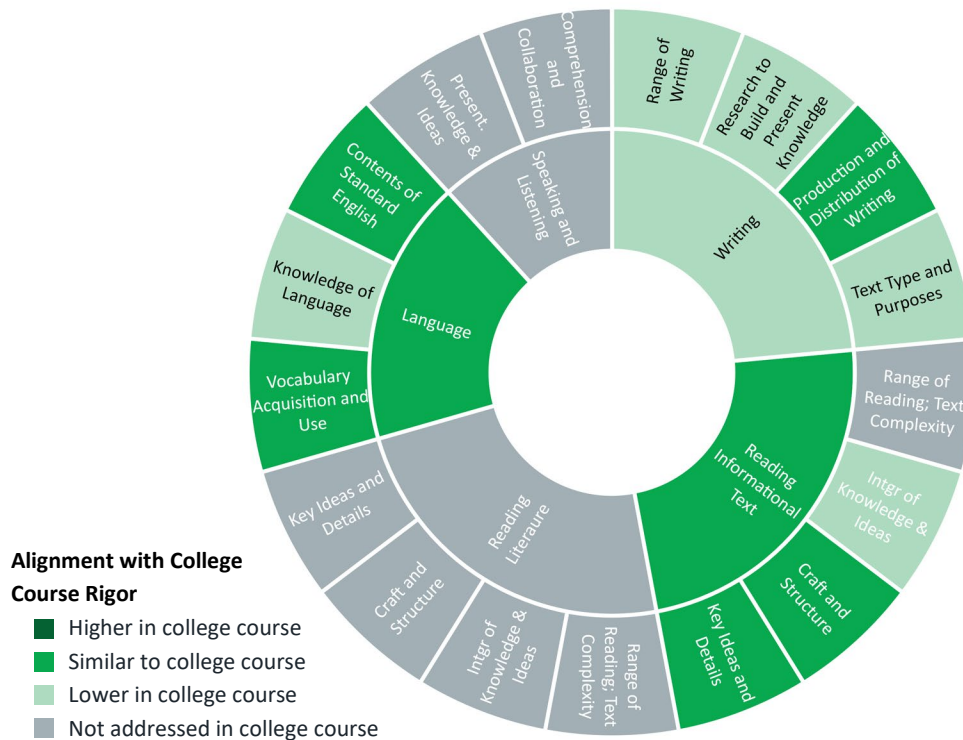 Comprehension
and
Collaboration
Present.
Knowledge &
Ideas
Speaking and
Listening
Range of
Writing
Research to
Build and
Present
Knowledge
Production and
Distribution of
Writing
Text Type and
Purposes
Writing
Contents of
Standard
English
Knowledge of
Language
Vocabulary
Acquisition and
Use
Language
Range of
Reading; Text
Complexity
Intgr of
Knowledge &
Ideas
Craft and
Structure
Key Ideas and
Details
Reading
Informational
Text
Key Ideas and
Details
Craft and
Structure
Intgr of
Knowledge &
Ideas
Range of
Reading; Text
Complexity
Reading
Literaure
Alignment with College
Course Rigor
Higher in college course
Similar to college course
Lower in college course
Not addressed in college course